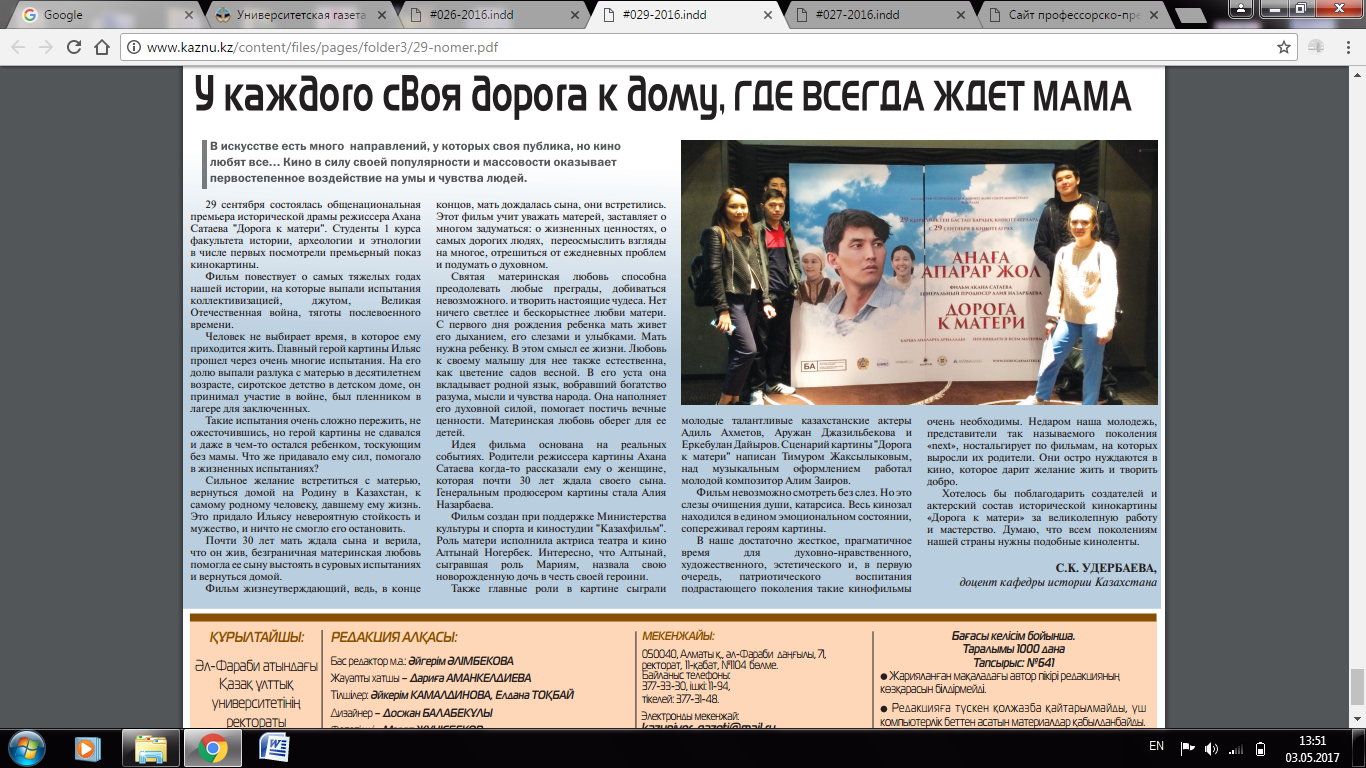 Google
Университетская газета
#026-2016.indd
#029-2016.indd
#027-2016.indd
Сайт профессорско-пре
www.kaznu.kz/content/files/pages/folder3/29-nomer.pdf
У каждого своя дорога к дому, ГДЕ ВСЕГДА ЖДЕТ МАМА
В искусстве есть много направлений, у которых своя публика, но кино
любят все... Кино в силу своей популярности и массовости оказывает
первостепенное воздействие на умы и чувства людей.
29 сентября состоялась общенациональная
премьера исторической драмы режиссера Ахана
Сатаева "Дорога к матери". Студенты 1 курса
факультета истории, археологии и этнологии
в числе первых посмотрели премьерный показ
кинокартины.
Фильм повествует о самых тяжелых годах
нашей истории, на которые выпали испытания
коллективизацией, джутом, Великая
Отечественная война, тяготы послевоенного
времени.
Человек не выбирает время, в которое ему
приходится жить. Главный герой картины Ильяс
прошел через очень многие испытания. На его
долю выпали разлука с матерью в десятилетнем
возрасте, сиротское детство в детском доме, он
принимал участие в войне, был пленником в
лагере для заключенных.
Такие испытания очень сложно пережить, не
ожесточившись, но герой картины не сдавался
и даже в чем-то остался ребенком, тоскующим
без мамы. Что же придавало ему сил, помогало
в жизненных испытаниях?
Сильное желание встретиться с матерью,
вернуться домой на Родину в Казахстан, к
самому родному человеку, давшему ему жизнь.
Это придало Ильясу невероятную стойкость и
мужество, и ничто не смогло его остановить.
Почти 30 лет мать ждала сына и верила,
что он жив, безграничная материнская любовь
помогла ее сыну выстоять в суровых испытаниях
и вернуться домой.
Фильм жизнеутверждающий, ведь, в конце
концов, мать дождалась сына, они встретились.
Этот фильм учит уважать матерей, заставляет о
многом задуматься: о жизненных ценностях, о
самых дорогих людях, переосмыслить взгляды
на многое, отрешиться от ежедневных проблем
и подумать о духовном.
Святая материнская любовь способна
преодолевать любые преграды, добиваться
невозможного. и творить настоящие чудеса. Нет
ничего светлее и бескорыстнее любви матери.
С первого дня рождения ребенка мать живет
его дыханием, его слезами и улыбками. Мать
нужна ребенку. В этом смысл ее жизни. Любовь
к своему малышу для нее также естественна,
как цветение садов весной. В его уста она
вкладывает родной язык, вобравший богатство
разума, мысли и чувства народа. Она наполняет
его духовной силой, помогает постичь вечные
ценности. Материнская любовь оберег для ее
детей.
Идея фильма основана на реальных
событиях. Родители режиссера картины Ахана
Сатаева когда-то рассказали ему о женщине,
которая почти 30 лет ждала своего сына.
Генеральным продюсером картины стала Алия
Назарбаева.
Фильм создан при поддержке Министерства
культуры и спорта и киностудии "Казахфильм".
Роль матери исполнила актриса театра и кино
Алтынай Ногербек. Интересно, что Алтынай,
сыгравшая роль Мариям, назвала свою
новорожденную дочь в честь своей героини.
Также главные роли в картине сыграли
С 29 СЕНТЯБРЯ В КИНОТЕАТРАХ
АНАҒА
АПАРАР ЖОЛ
ФИЛЬМ АКАНА САТАЕВА
ГЕНЕРАЛЬНЫЙ ПРОДЮСЕР АЛИЯ НАЗАРБАЕВА
ДОРОГА
К МАТЕРИ
БА
молодые талантливые казахстанские актеры
Адиль Ахметов, Аружан Джазильбекова и
Еркебулан Дайыров. Сценарий картины "Дорога
к матери" написан Тимуром Жаксылыковым,
над музыкальным оформлением работал
молодой композитор Алим Заиров.
Фильм невозможно смотреть без слез. Но это
слезы очищения души, катарсиса. Весь кинозал
находился в едином эмоциональном состоянии,
сопереживал героям картины.
В наше достаточно жесткое, прагматичное
время для духовно-нравственного,
художественного, эстетического и, в первую
очередь, патриотического воспитания
подрастающего поколения такие кинофильмы
очень необходимы. Недаром наша молодежь,
представители так называемого поколения
«next», ностальгирует по фильмам, на которых
выросли их родители. Они остро нуждаются в
кино, которое дарит желание жить и творить
добро.
Хотелось бы поблагодарить создателей и
актерский состав исторической кинокартины
«Дорога к матери» за великолепную работу
и мастерство. Думаю, что всем поколениям
нашей страны нужны подобные киноленты.
С.К. УДЕРБАЕВА,
доцент кафедры истории Казахстана
ҚҰРЫЛТАЙШЫ:
Әл-Фараби атындағы
Қазақ ұлттық
университетінің
ректораты
РЕДАКЦИЯ АЛҚАСЫ:
Бас редактор м.а.: Әйгерім ӘЛІМБЕКОВА
Жауапты хатшы – Дариға АМАНКЕЛДИЕВА
Тілшілер: Әйкерім КАМАЛДИНОВА, Елдана ТОҚБАЙ
Дизайнер – Досжан БАЛАБЕКҰЛЫ
МЕКЕНЖАЙЫ:
050040, Алматы қ., әл-Фараби даңғылы, 71,
ректорат, 11-қабат, №1104 бөлме.
Байланыс телефоны:
377-33-30, ішкі: 11-94,
тікелей: 377-31-48.
Электронды мекенжай:
Бағасы келісім бойынша.
Таралымы 1000 дана
Тапсырыс: №641
● Жарияланған мақаладағы автор пікірі редакцияның
көзқарасын білдірмейді.
● Редакцияға түскен қолжазба қайтарылмайды, үш
компьютерлік беттен асатын материалдар қабылданбайды.
EN
13:51
03.05.2017